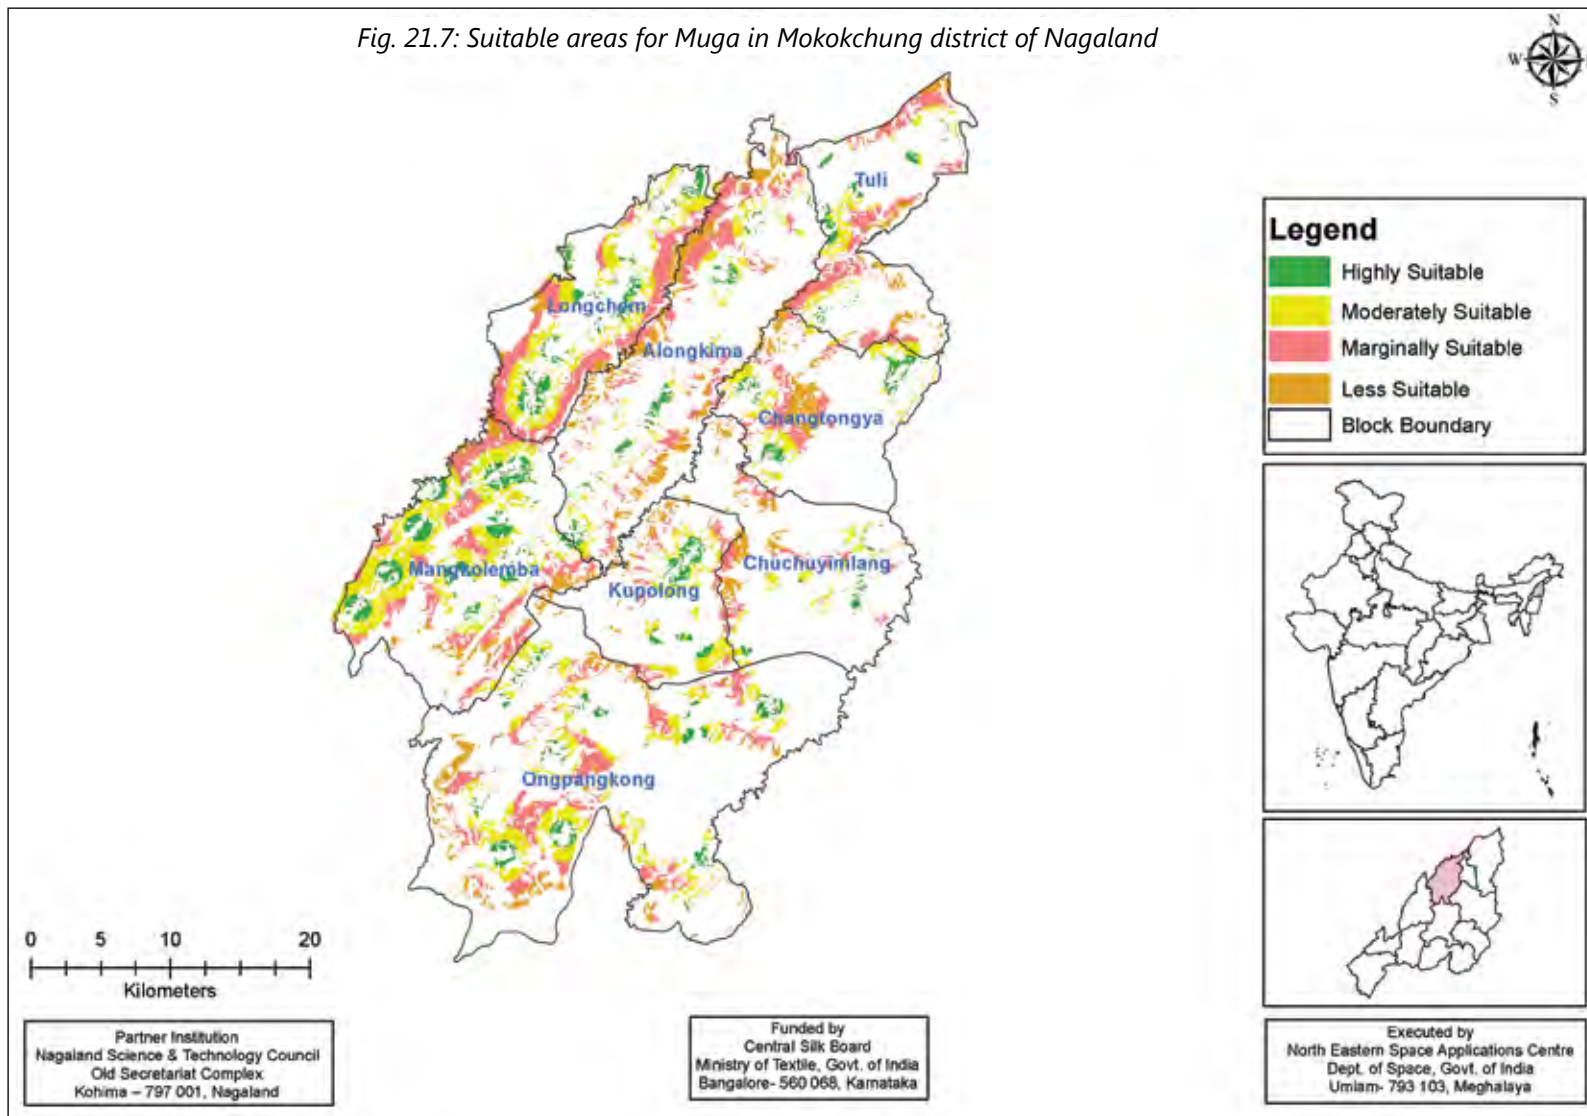 Fig. 21.7: Suitable areas for Muga in Mokokchung district of Nagaland
N
W
S
Tuli
Longchem
Alongkima
Changtongya
Mangkolemba
Kupolong
Chuchuyimlang
Ongpangkong
Legend
Highly Suitable
Moderately Suitable
Marginally Suitable
Less Suitable
Block Boundary
0 5 10 20
Kilometers
Partner Institution
Nagaland Science & Technology Council
Old Secretariat Complex
Kohima – 797 001, Nagaland
Funded by
Central Silk Board
Ministry of Textile, Govt. of India
Bangalore- 560 068, Karnataka
Executed by
North Eastern Space Applications Centre
Dept. of Space, Govt. of India
Umiam- 793 103, Meghalaya